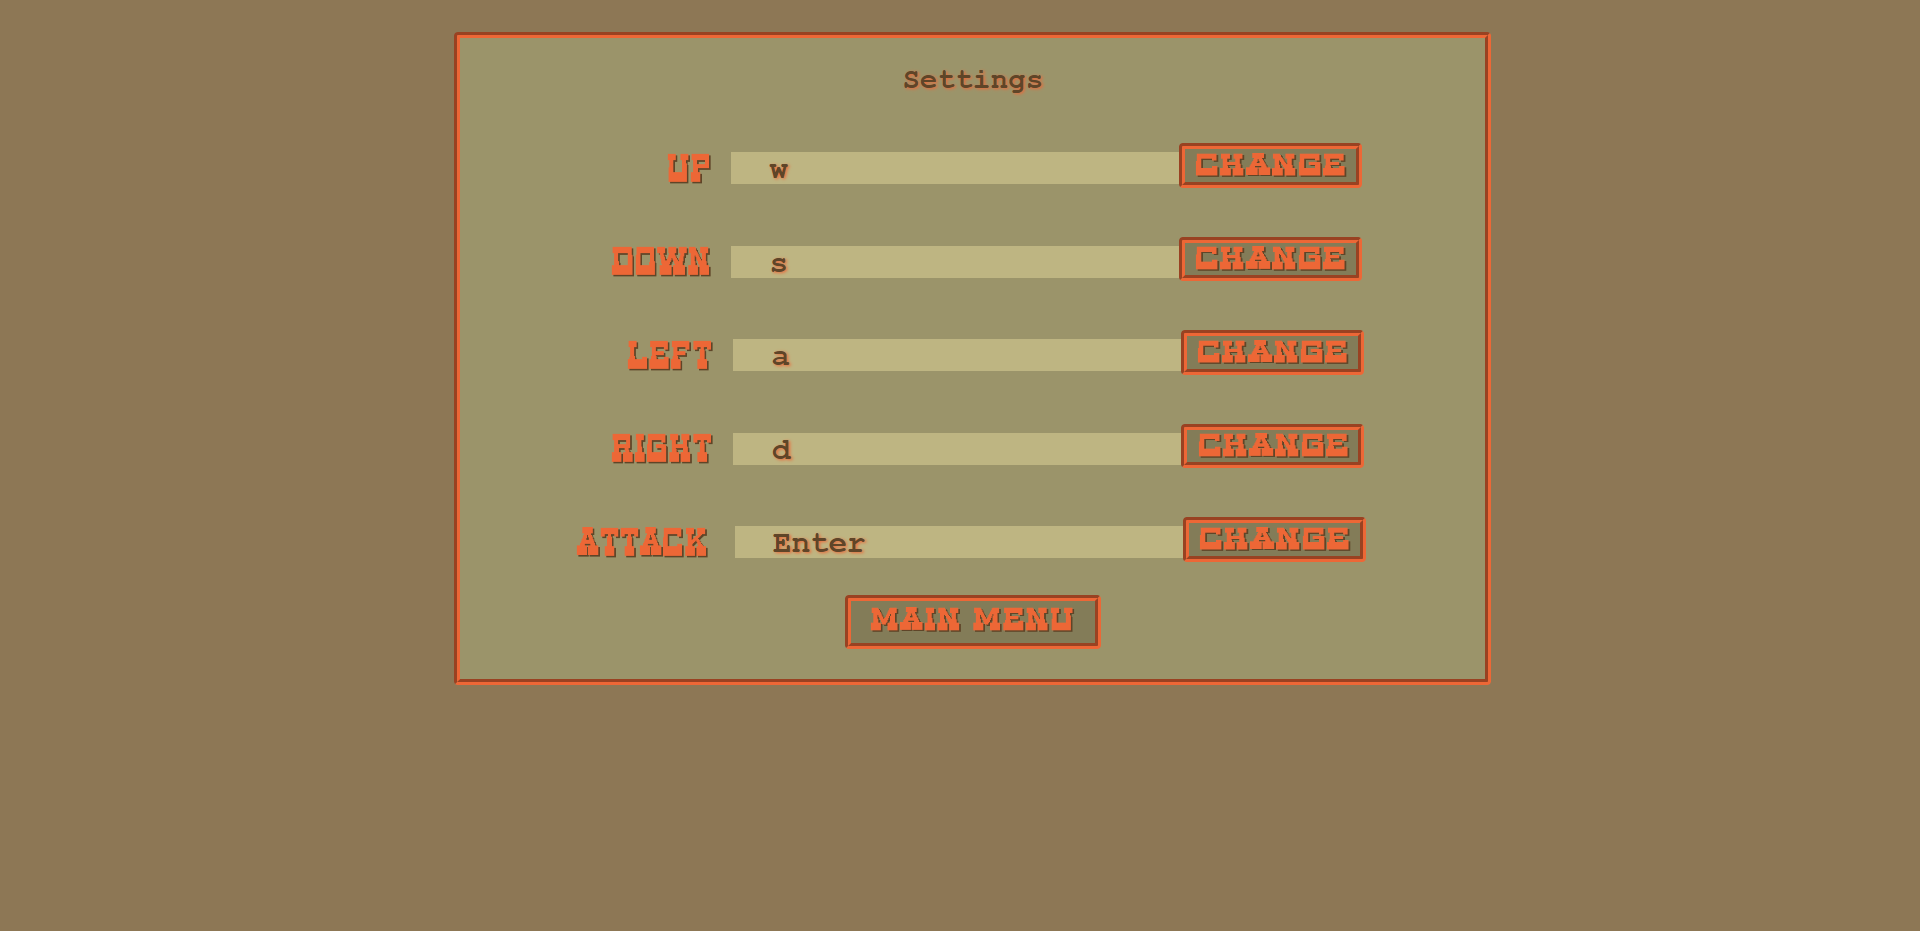 Settings
UP w CHANGE
DOWN s CHANGE
LEFT a CHANGE
RIGHT d CHANGE
ATTACK Enter CHANGE
MAIN MENU